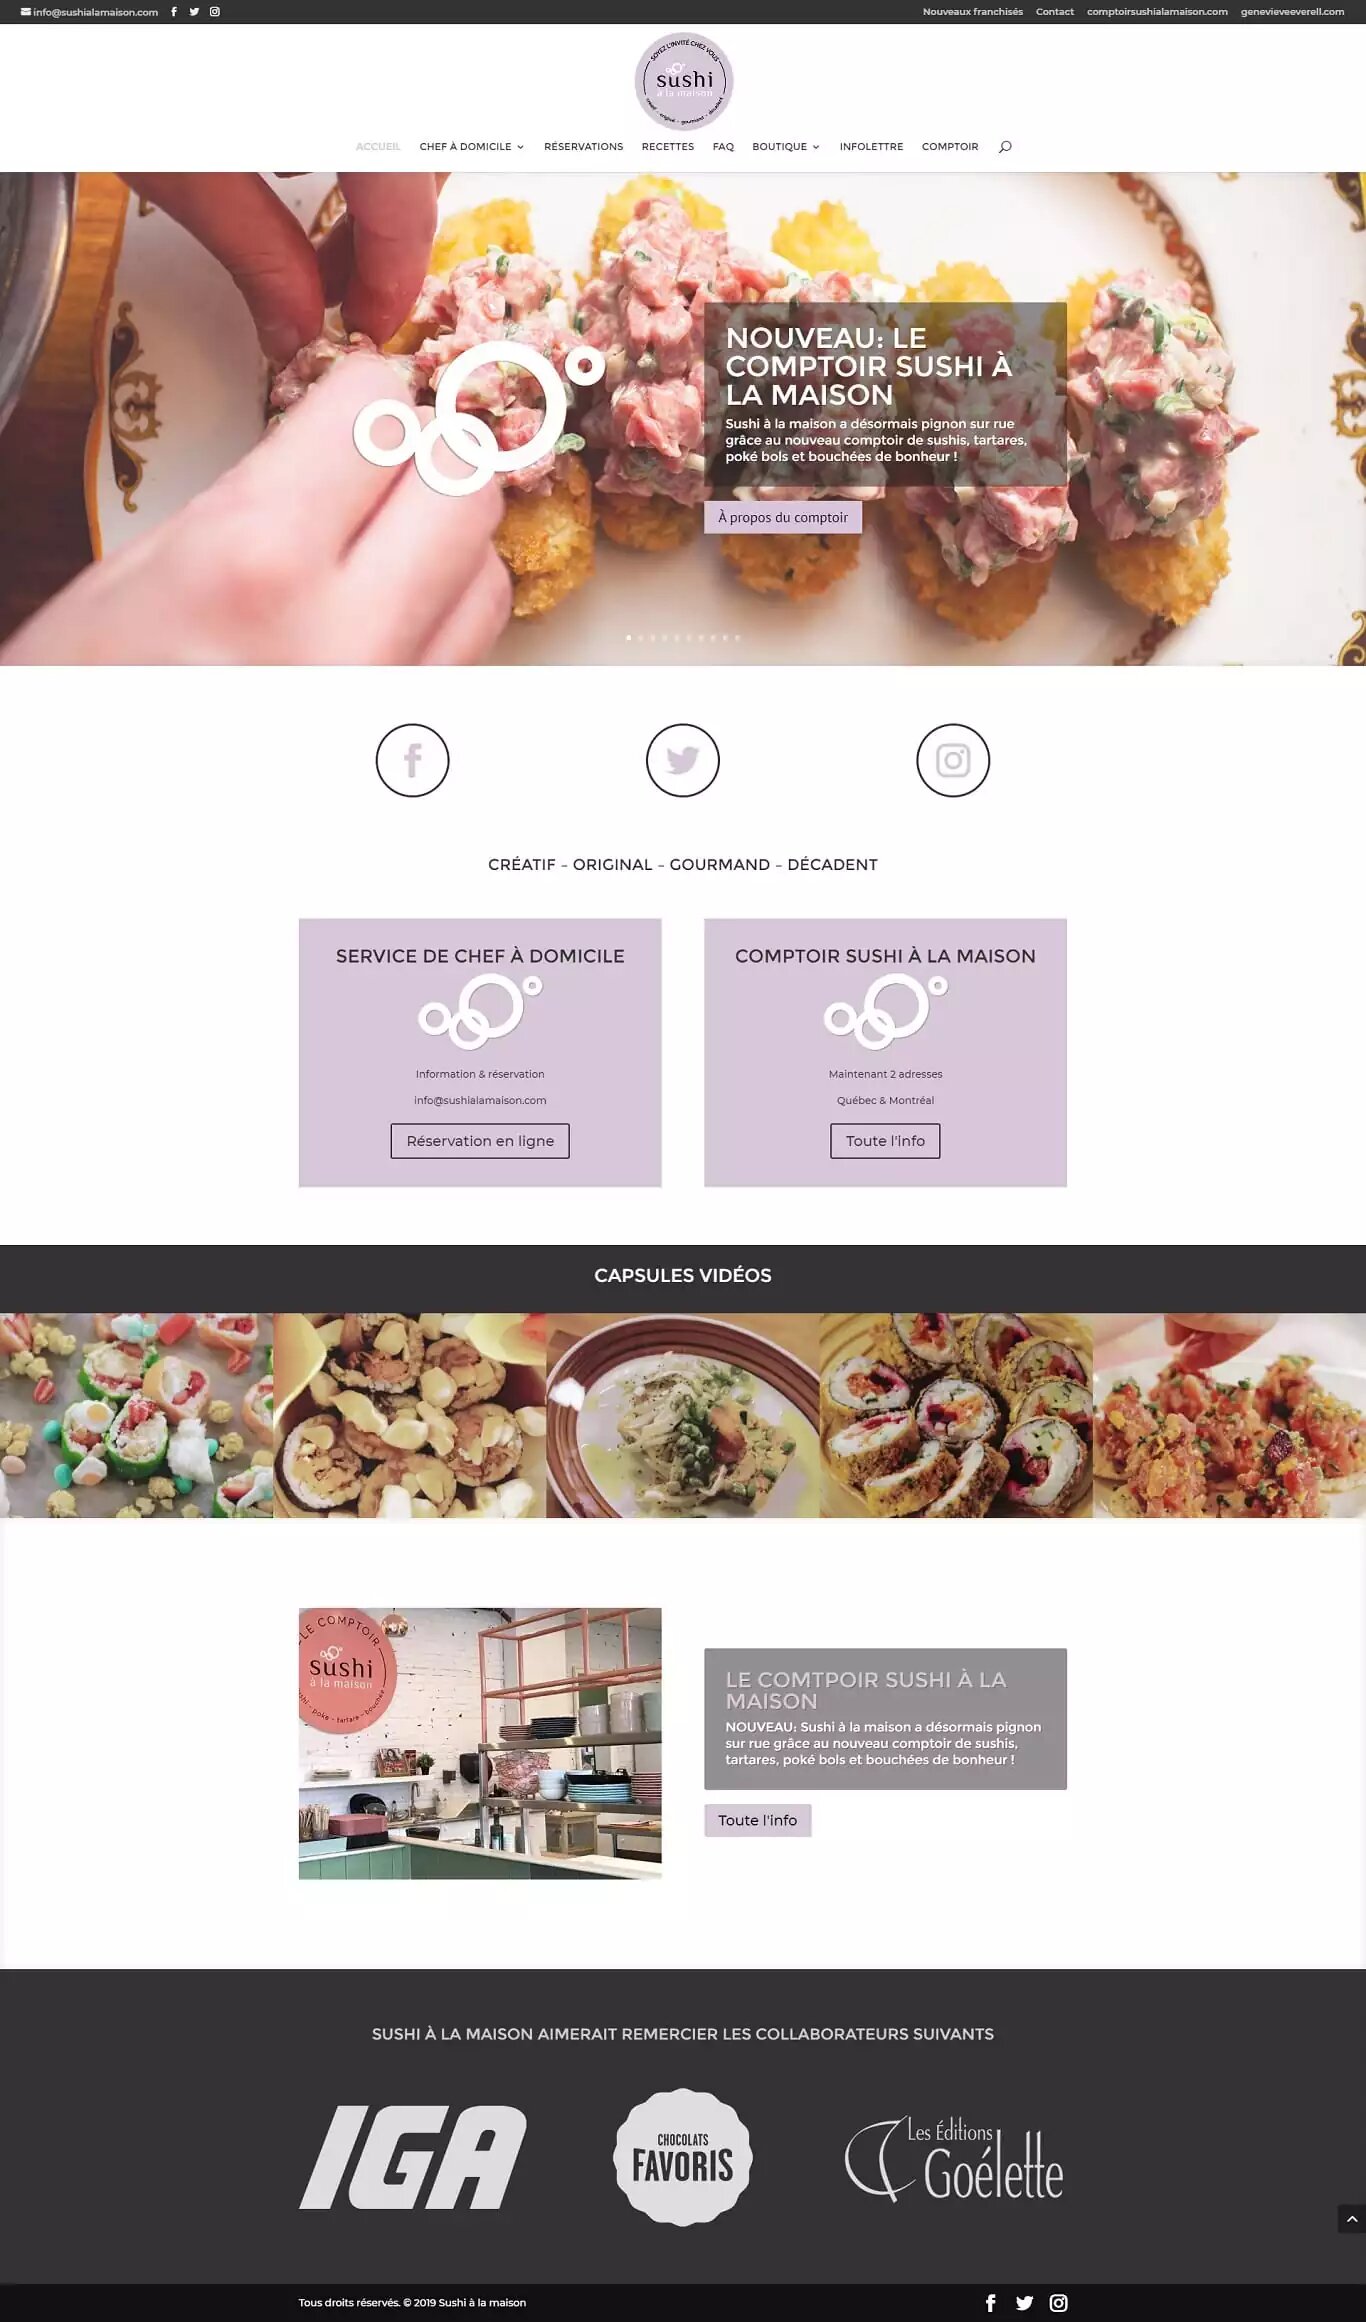 info@sushialamaison.com
Nouveaux franchisés Contact comptoirsushialamaison.com genevieveeverell.com
SOYEZ L'INVITÉ CHEZ VOUS
sushi
à la maison
créatif - original - gourmand - décadent
ACCUEIL CHEF À DOMICILE RÉSERVATIONS RECETTES FAQ BOUTIQUE INFOLETTRE COMPTOIR
NOUVEAU: LE
COMPTOIR SUSHI À
LA MAISON
Sushi à la maison a désormais pignon sur rue
grâce au nouveau comptoir de sushis, tartares,
poké bols et bouchées de bonheur !
À propos du comptoir
CRÉATIF – ORIGINAL – GOURMAND – DÉCADENT
SERVICE DE CHEF À DOMICILE
Information & réservation
info@sushialamaison.com
Réservation en ligne
COMPTOIR SUSHI À LA MAISON
Maintenant 2 adresses
Québec & Montréal
Toute l'info
CAPSULES VIDÉOS
LE COMPTOIR
sushi
à la maison
sushi - poke - tartare - bouchée
LE COMTPOIR SUSHI À LA
MAISON
NOUVEAU: Sushi à la maison a désormais pignon
sur rue grâce au nouveau comptoir de sushis,
tartares, poké bols et bouchées de bonheur !
Toute l'info
SUSHI À LA MAISON AIMERAIT REMERCIER LES COLLABORATEURS SUIVANTS
IGA
CHOCOLATS
FAVORIS
Les Éditions
Goélette
Tous droits réservés. © 2019 Sushi à la maison